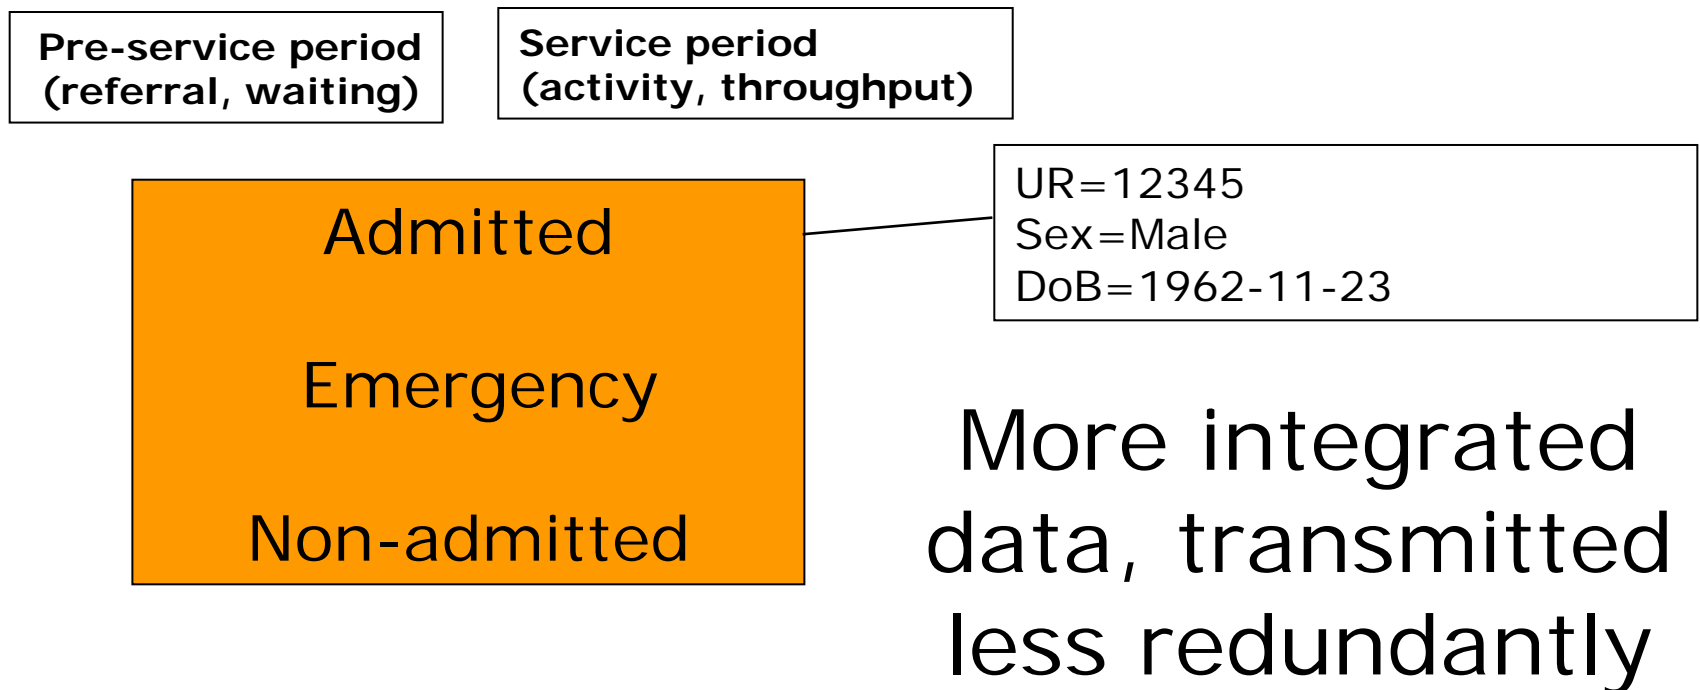 Pre-service period
(referral, waiting)
Service period
(activity, throughput)
UR=12345
Sex=Male
DoB=1962-11-23
Admitted
Emergency
Non-admitted
More integrated
data, transmitted
less redundantly